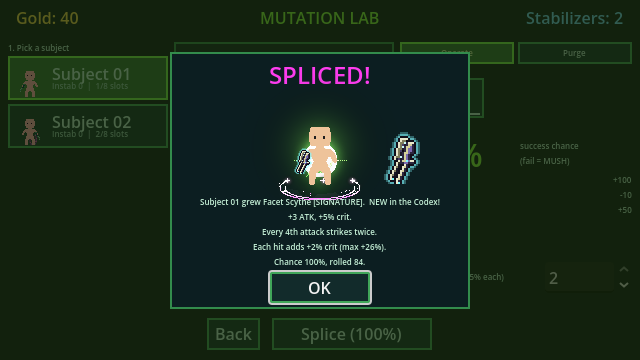 Gold: 40
MUTATION LAB
Stabilizers: 2
1. Pick a subject
Purge
Subject 01
Instab 0 | 1/8 slots
Subject 02
Instab 0 | 2/8 slots
SPLICED!
%
success chance
(fail = MUSH)
+100
-10
+50
Subject 01 grew Facet Scythe [SIGNATURE]. NEW in the Codex!
+3 ATK, +5% crit.
Every 4th attack strikes twice.
Each hit adds +2% crit (max +26%).
Chance 100%, rolled 84.
5% each)
2
OK
Back
Splice (100%)